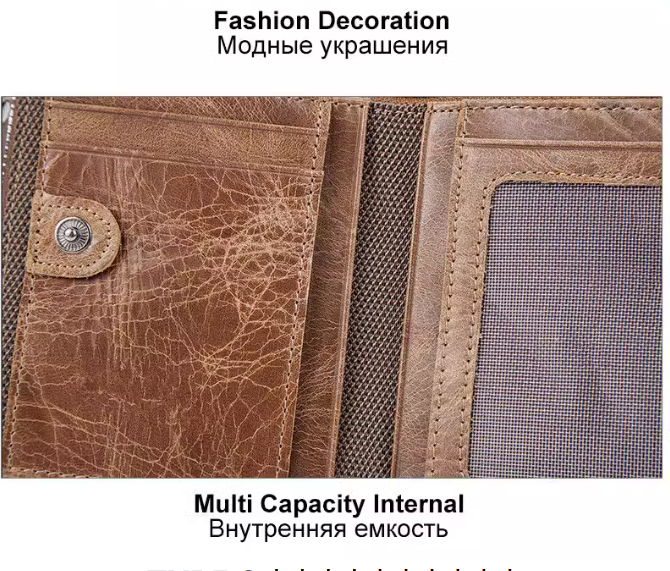 Fashion Decoration
Модные украшения
Multi Capacity Internal
Внутренняя емкость